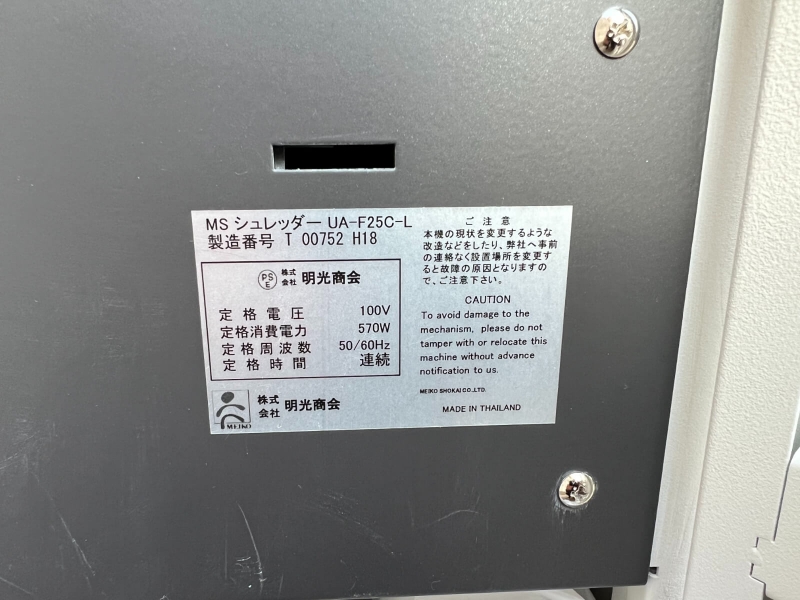 MS シュレッダー UA-F25C-L
製造番号 T 00752 H18
PS
E
株式
会社 明光商会
定格電圧 100V
定格消費電力 570W
定格周波数 50/60Hz
定格時間 連続
MEIKO
株式
会社 明光商会
ご注意
本機の現状を変更するような
改造などをしたり、弊社へ事前
の連絡なく設置場所を変更す
ると故障の原因となりますの
で、ご注意下さい。
CAUTION
To avoid damage to the
mechanism, please do not
tamper with or relocate this
machine without advance
notification to us.
MEIKO SHOKAI CO.,LTD.
MADE IN THAILAND